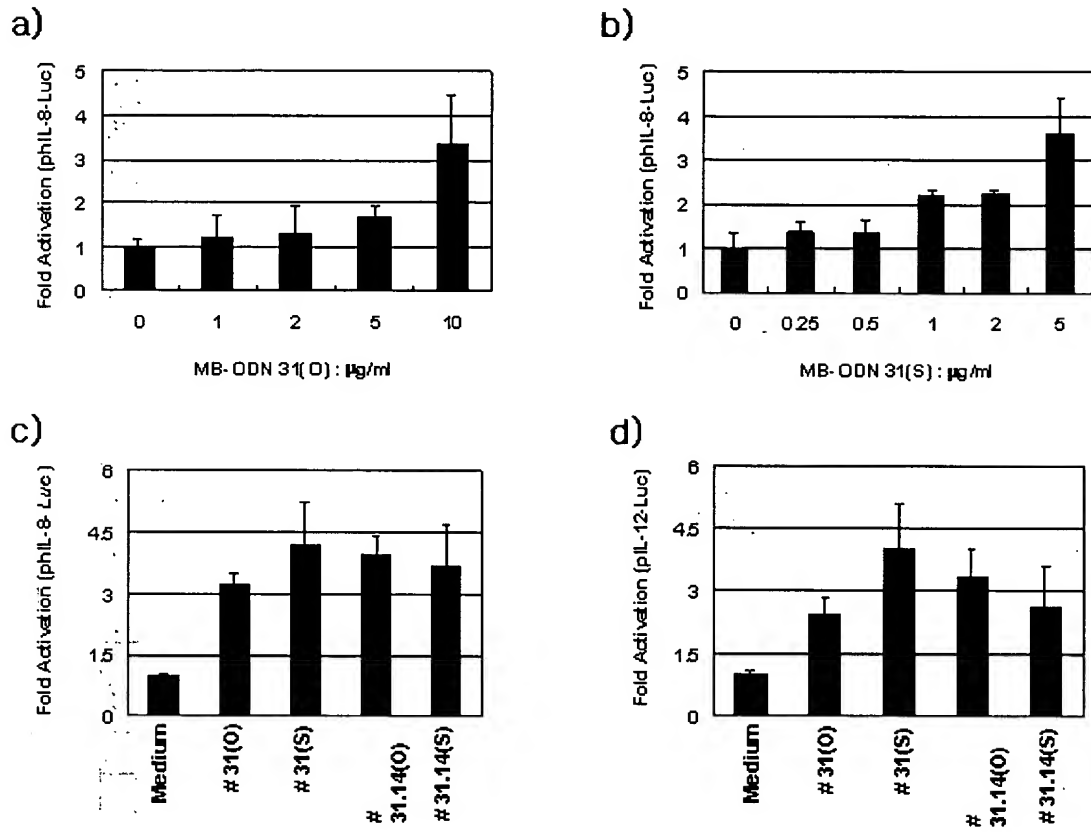 a)
Fold Activation (phIL-8-Luc)
5
4
3
2
1
0
0 1 2 5 10
MB-ODN 31(O) : µg/ml
b)
Fold Activation (phIL-8-Luc)
5
4
3
2
1
0
0 0.25 0.5 1 2 5
MB-ODN 31(S) : µg/ml
c)
Fold Activation (phIL-8-Luc)
6
4.5
3
1.5
0
Medium
# 31(O)
# 31(S)
# 31.14(O)
# 31.14(S)
d)
Fold Activation (pIL-12-Luc)
6
4.5
3
1.5
0
Medium
# 31(O)
# 31(S)
# 31.14(O)
# 31.14(S)